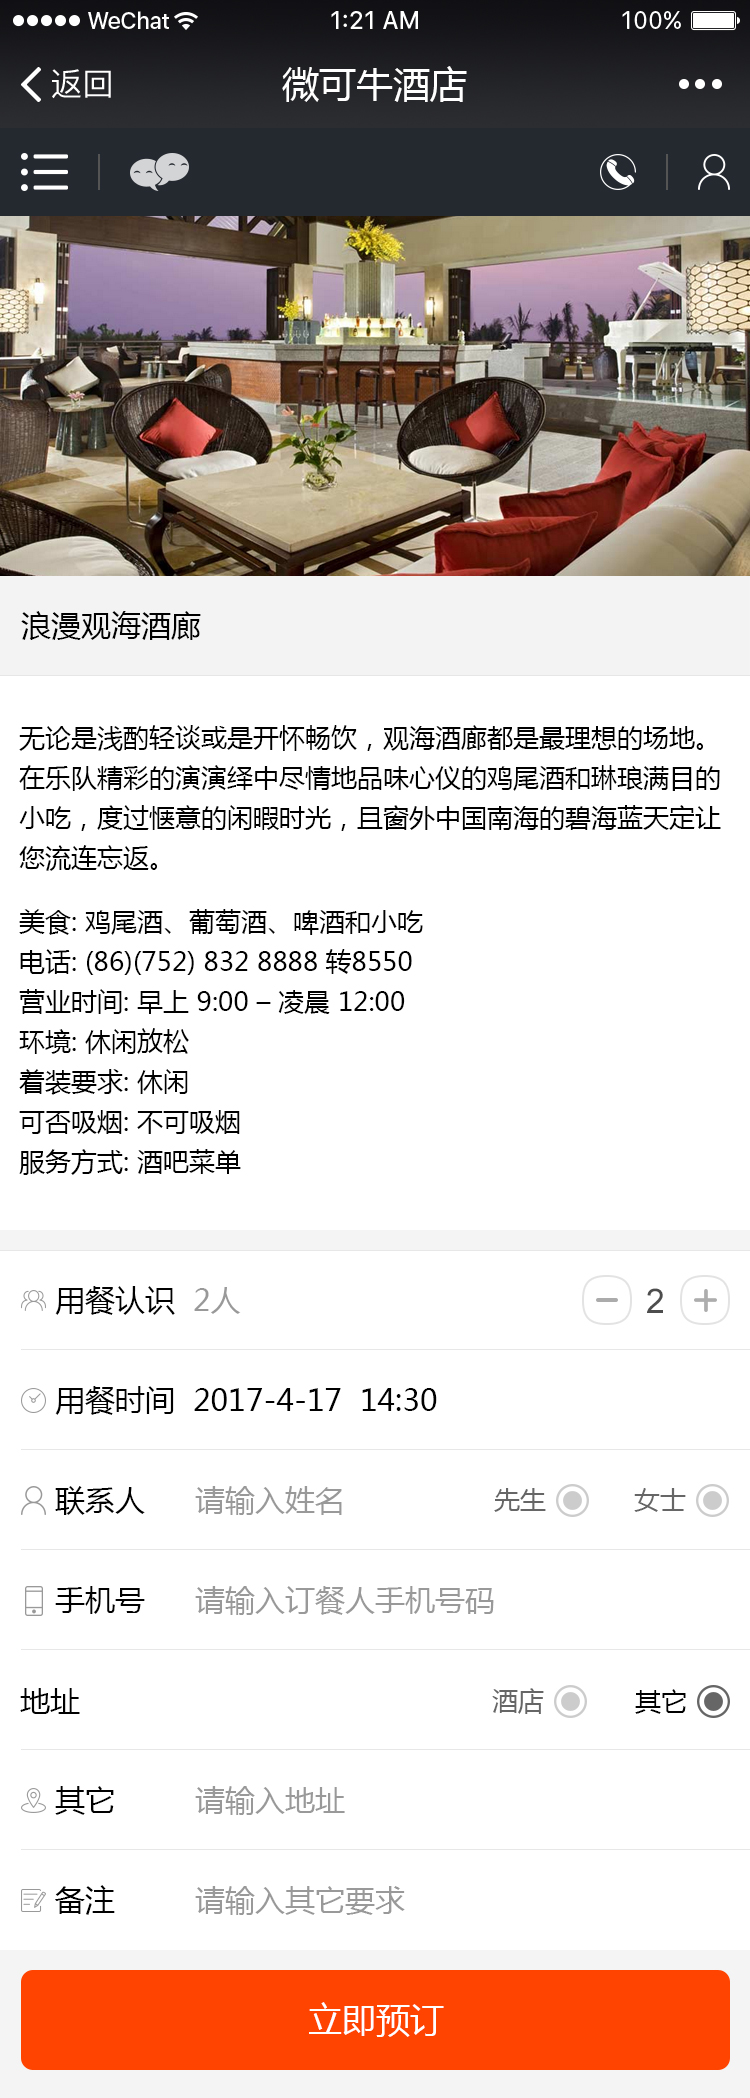 WeChat 1:21 AM 100%
返回 微可牛酒店
浪漫观海酒廊
无论是浅酌轻谈或是开怀畅饮，观海酒廊都是最理想的场地。
在乐队精彩的演演绎中尽情地品味心仪的鸡尾酒和琳琅满目的
小吃，度过惬意的闲暇时光，且窗外中国南海的碧海蓝天定让
您流连忘返。
美食: 鸡尾酒、葡萄酒、啤酒和小吃
电话: (86)(752) 832 8888 转8550
营业时间: 早上 9:00 – 凌晨 12:00
环境: 休闲放松
着装要求: 休闲
可否吸烟: 不可吸烟
服务方式: 酒吧菜单
用餐认识 2人 2
用餐时间 2017-4-17 14:30
联系人 请输入姓名 先生 女士
手机号 请输入订餐人手机号码
地址 酒店 其它
其它 请输入地址
备注 请输入其它要求
立即预订